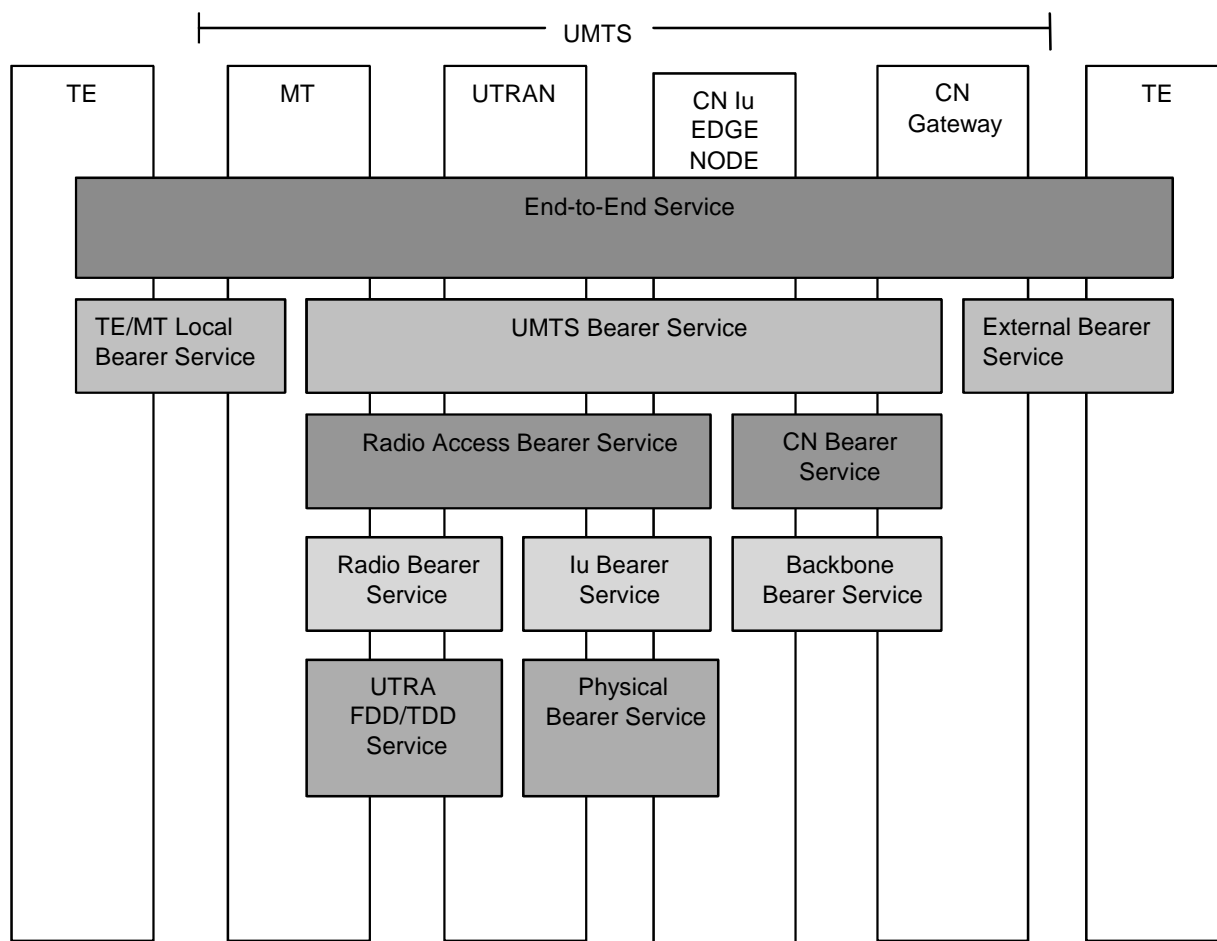 UMTS
TE
MT
UTRAN
CN Iu
EDGE
NODE
CN
Gateway
TE
End-to-End Service
TE/MT Local
Bearer Service
UMTS Bearer Service
External Bearer
Service
Radio Access Bearer Service
CN Bearer
Service
Radio Bearer
Service
Iu Bearer
Service
Backbone
Bearer Service
UTRA
FDD/TDD
Service
Physical
Bearer Service